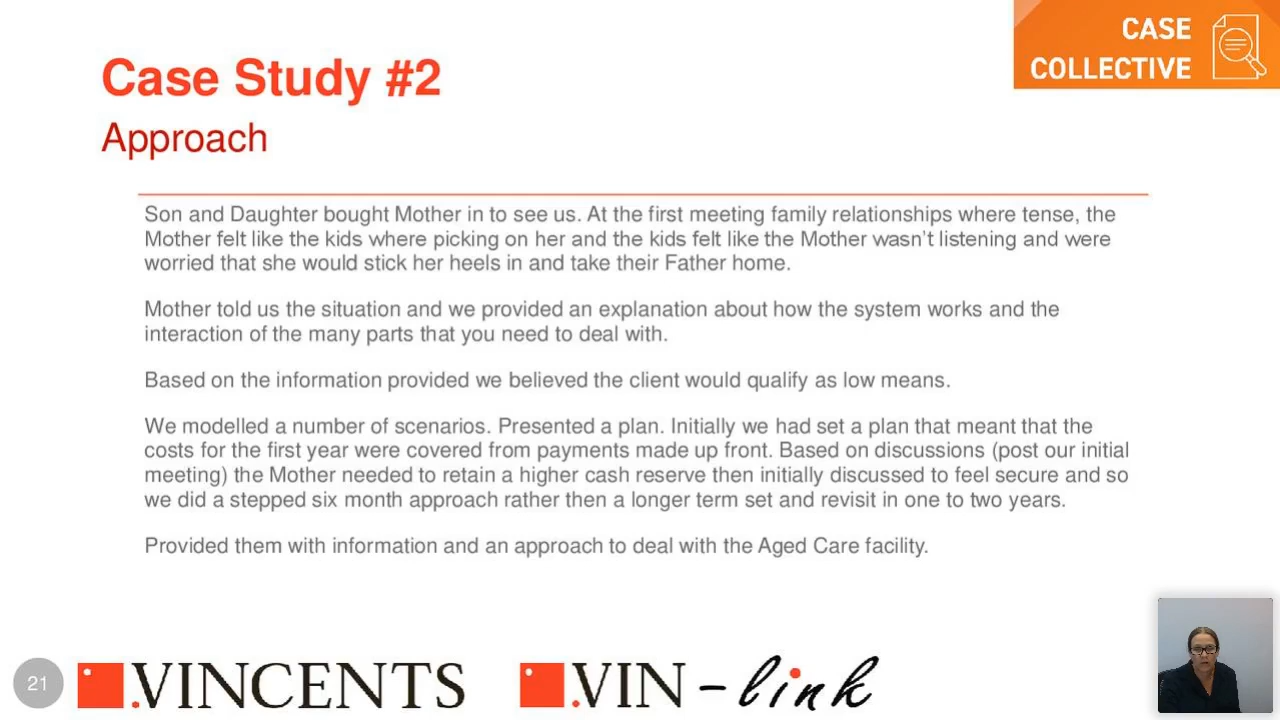 CASE
COLLECTIVE
Case Study #2
Approach
Son and Daughter bought Mother in to see us. At the first meeting family relationships where tense, the
Mother felt like the kids where picking on her and the kids felt like the Mother wasn't listening and were
worried that she would stick her heels in and take their Father home.
Mother told us the situation and we provided an explanation about how the system works and the
interaction of the many parts that you need to deal with.
Based on the information provided we believed the client would qualify as low means.
We modelled a number of scenarios. Presented a plan. Initially we had set a plan that meant that the
costs for the first year were covered from payments made up front. Based on discussions (post our initial
meeting) the Mother needed to retain a higher cash reserve then initially discussed to feel secure and so
we did a stepped six month approach rather then a longer term set and revisit in one to two years.
Provided them with information and an approach to deal with the Aged Care facility.
21
.VINCENTS
.VIN-link